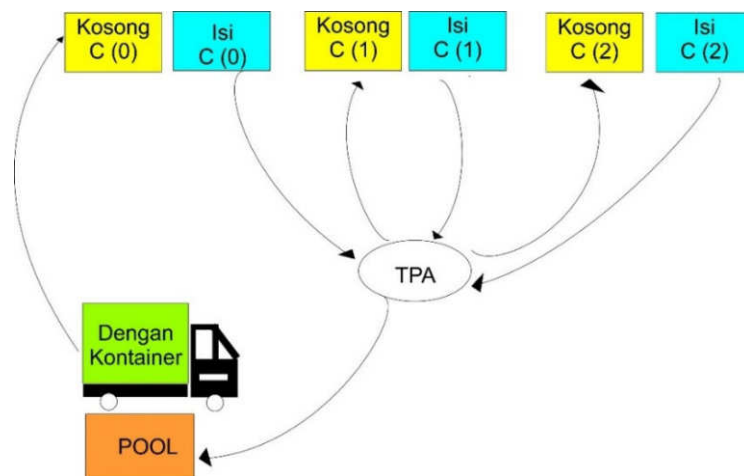 Kosong
C (0)
Isi
C (0)
Kosong
C (1)
Isi
C (1)
Kosong
C (2)
Isi
C (2)
TPA
Dengan
Kontainer
POOL